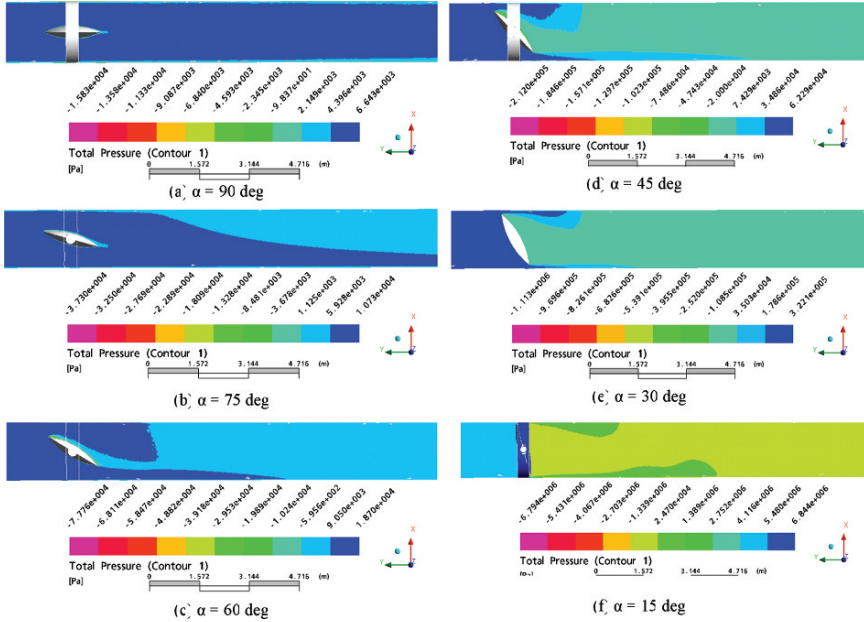 -1.583e+004 -1.358e+004 -1.133e+004 -9.087e+003 -6.840e+003 -4.593e+003 -2.345e+003 -9.837e+001 2.149e+003 4.396e+003 6.643e+003
Total Pressure (Contour 1)
[Pa]
0 1.572 3.144 4.716 (m)
X
Y Z
(a) α = 90 deg
-3.730e+004 -3.250e+004 -2.769e+004 -2.289e+004 -1.809e+004 -1.328e+004 -8.481e+003 -3.678e+003 1.125e+003 5.928e+003 1.073e+004
Total Pressure (Contour 1)
[Pa]
0 1.572 3.144 4.716 (m)
X
Y Z
(b) α = 75 deg
-7.776e+004 -6.811e+004 -5.847e+004 -4.882e+004 -3.918e+004 -2.953e+004 -1.989e+004 -1.024e+004 -5.956e+002 9.050e+003 1.870e+004
Total Pressure (Contour 1)
[Pa]
0 1.572 3.144 4.716 (m)
X
Y Z
(c) α = 60 deg
-2.120e+005 -1.846e+005 -1.571e+005 -1.297e+005 -1.023e+005 -7.486e+004 -4.743e+004 -2.000e+004 7.429e+003 3.486e+004 6.229e+004
Total Pressure (Contour 1)
[Pa]
0 1.572 3.144 4.716 (m)
X
Y Z
(d) α = 45 deg
-1.113e+006 -9.696e+005 -8.261e+005 -6.826e+005 -5.391e+005 -3.955e+005 -2.520e+005 -1.085e+005 3.503e+004 1.786e+005 3.221e+005
Total Pressure (Contour 1)
[Pa]
0 1.572 3.144 4.716 (m)
X
Y Z
(e) α = 30 deg
-6.794e+006 -5.431e+006 -4.067e+006 -2.703e+006 -1.339e+006 2.470e+004 1.389e+006 2.752e+006 4.116e+006 5.480e+006 6.844e+006
Total Pressure (Contour 1)
0 1.572 3.144 4.716 (m)
X
Y Z
(f) α = 15 deg